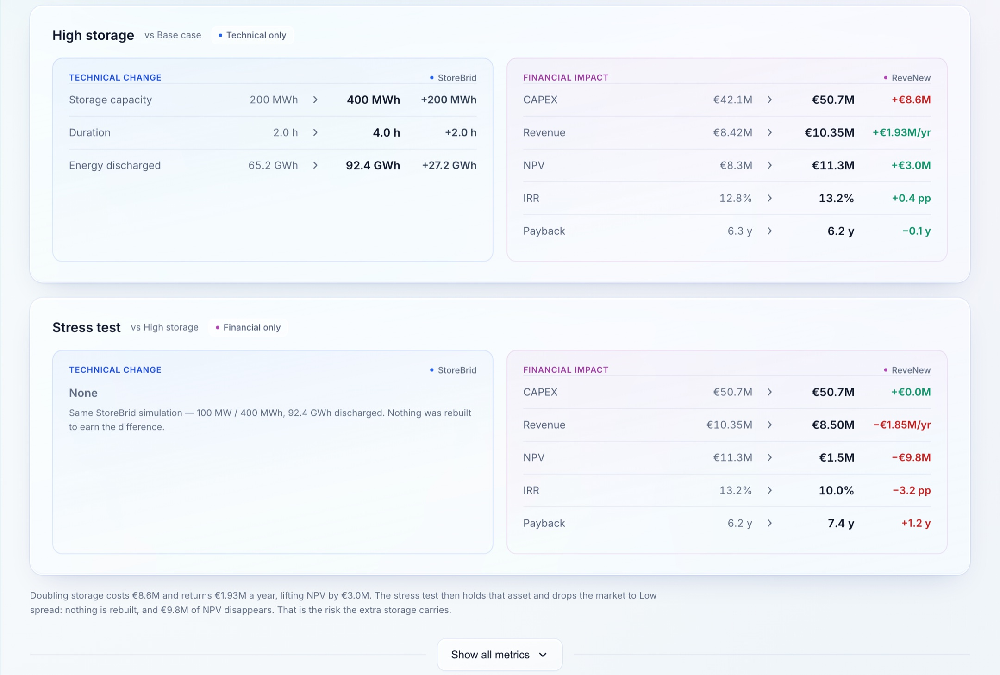 High storage vs Base case • Technical only
TECHNICAL CHANGE • StoreBrid
Storage capacity 200 MWh > 400 MWh +200 MWh
Duration 2.0 h > 4.0 h +2.0 h
Energy discharged 65.2 GWh > 92.4 GWh +27.2 GWh
FINANCIAL IMPACT • ReveNew
CAPEX €42.1M > €50.7M +€8.6M
Revenue €8.42M > €10.35M +€1.93M/yr
NPV €8.3M > €11.3M +€3.0M
IRR 12.8% > 13.2% +0.4 pp
Payback 6.3 y > 6.2 y −0.1 y
Stress test vs High storage • Financial only
TECHNICAL CHANGE • StoreBrid
None
Same StoreBrid simulation — 100 MW / 400 MWh, 92.4 GWh discharged. Nothing was rebuilt
to earn the difference.
FINANCIAL IMPACT • ReveNew
CAPEX €50.7M > €50.7M +€0.0M
Revenue €10.35M > €8.50M −€1.85M/yr
NPV €11.3M > €1.5M −€9.8M
IRR 13.2% > 10.0% −3.2 pp
Payback 6.2 y > 7.4 y +1.2 y
Doubling storage costs €8.6M and returns €1.93M a year, lifting NPV by €3.0M. The stress test then holds that asset and drops the market to Low
spread: nothing is rebuilt, and €9.8M of NPV disappears. That is the risk the extra storage carries.
Show all metrics